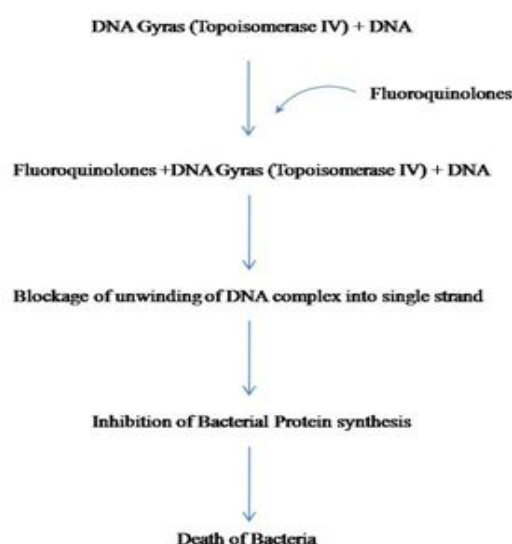 DNA Gyras (Topoisomerase IV) + DNA
Fluoroquinolones
Fluoroquinolones +DNA Gyras (Topoisomerase IV) + DNA
Blockage of unwinding of DNA complex into single strand
Inhibition of Bacterial Protein synthesis
Death of Bacteria